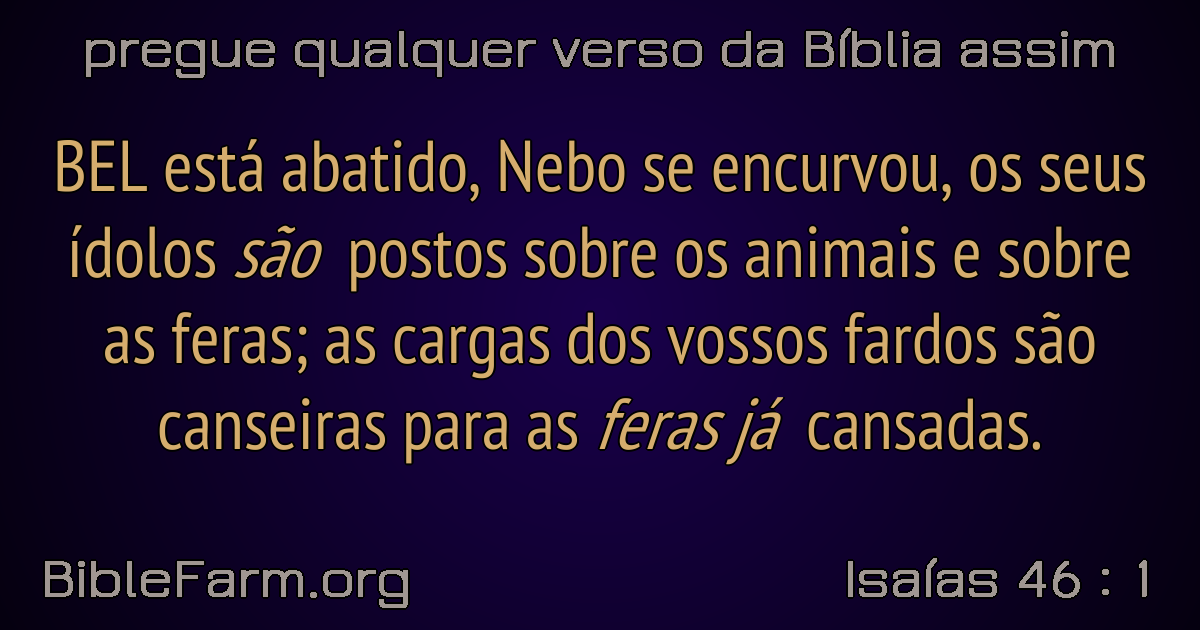 pregue qualquer verso da Bíblia assim
BEL está abatido, Nebo se encurvou, os seus
ídolos são postos sobre os animais e sobre
as feras; as cargas dos vossos fardos são
canseiras para as feras já cansadas.
BibleFarm.org
Isaías 46 : 1